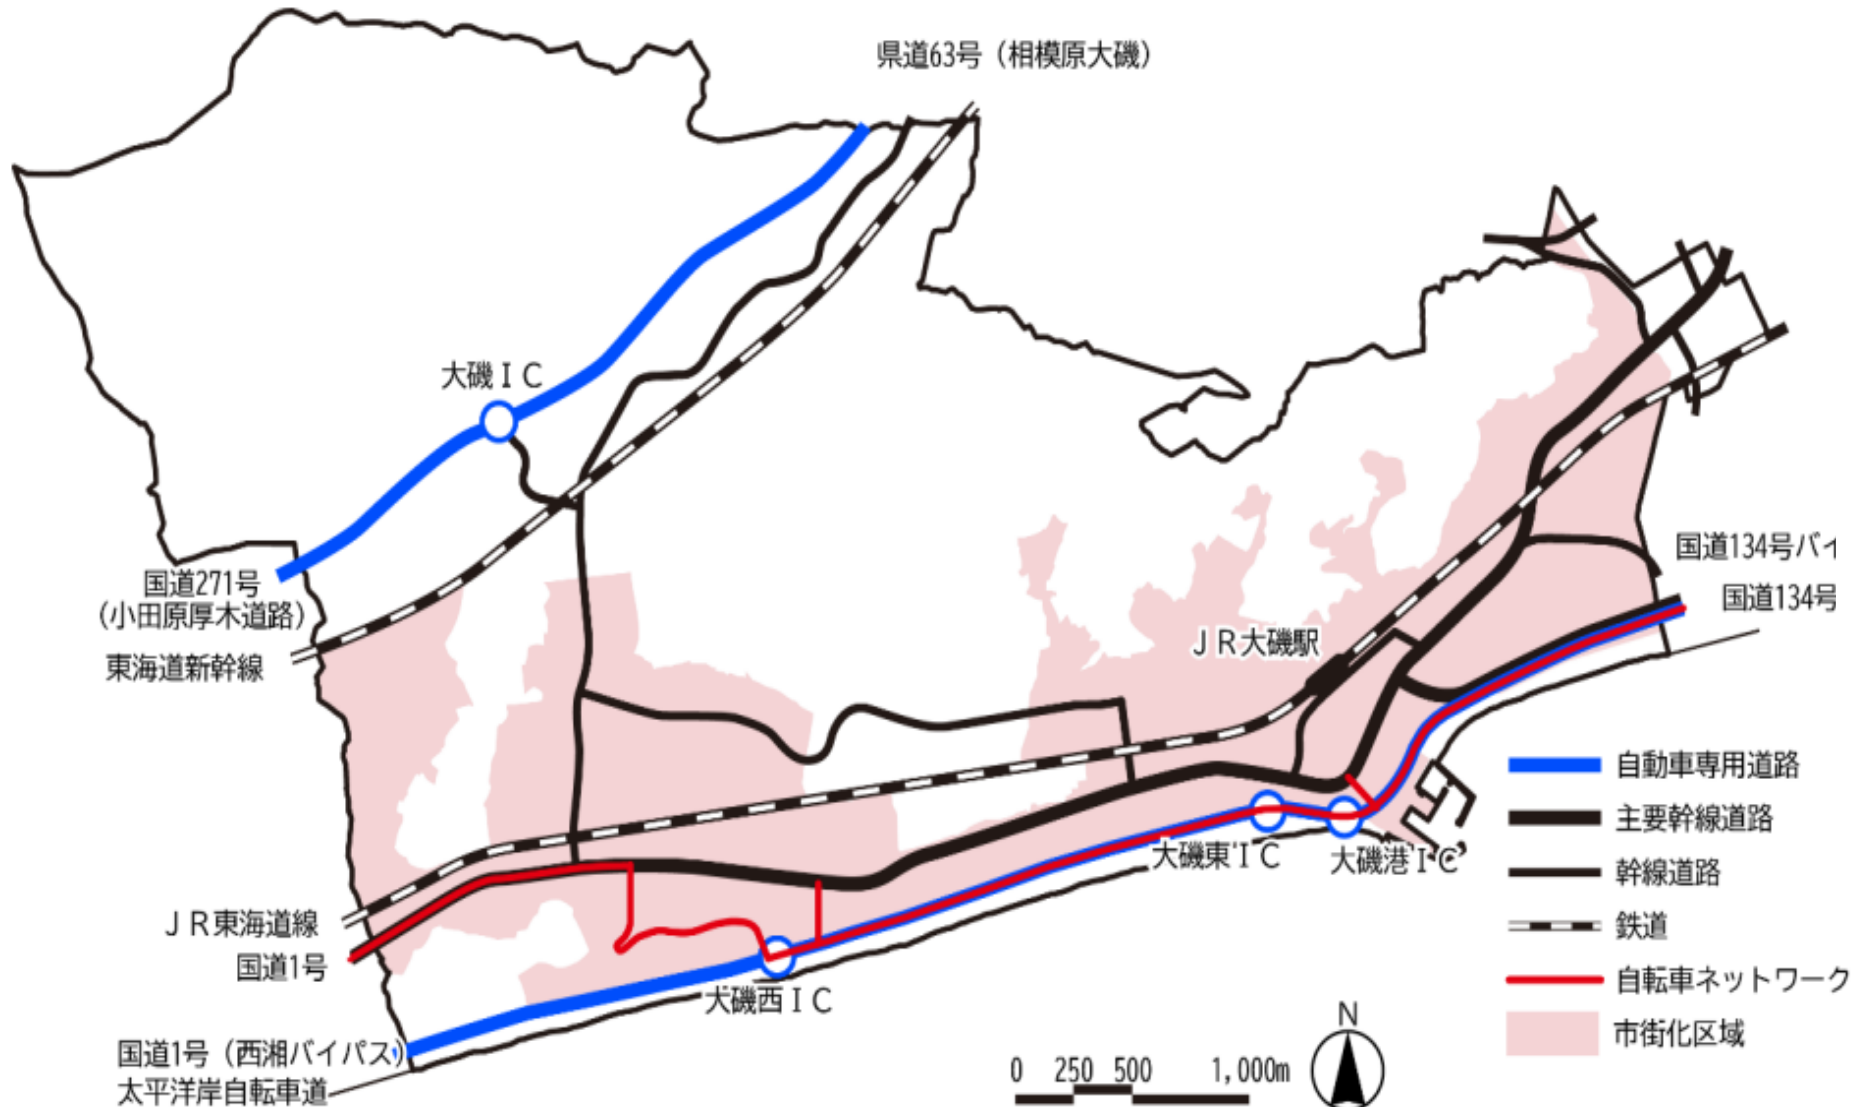 県道63号（相模原大磯）
大磯ＩＣ
国道271号
（小田原厚木道路）
東海道新幹線
国道134号バイ
国道134号
ＪＲ大磯駅
自動車専用道路
主要幹線道路
幹線道路
鉄道
自転車ネットワーク
市街化区域
大磯東ＩＣ
大磯港ＩＣ
ＪＲ東海道線
国道1号
大磯西ＩＣ
国道1号（西湘バイパス）
太平洋岸自転車道
N
0 250 500 1,000m